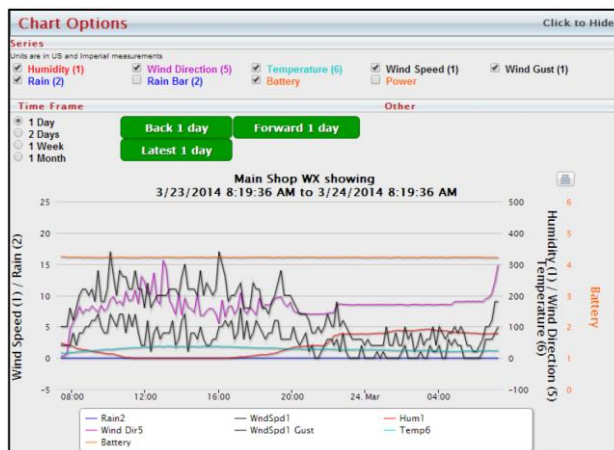 Chart Options Click to Hide
Series
Units are in US and Imperial measurements
Humidity (1) Wind Direction (5) Temperature (6) Wind Speed (1) Wind Gust (1)
Rain (2) Rain Bar (2) Battery Power
Time Frame Other
1 Day
2 Days
1 Week
1 Month
Back 1 day Forward 1 day
Latest 1 day
Main Shop WX showing
3/23/2014 8:19:36 AM to 3/24/2014 8:19:36 AM
Wind Speed (1) / Rain (2)
25
20
15
10
5
0
−5
500
400
300
200
100
0
−100
Humidity (1) / Wind Direction (5)
Temperature (6)
6
5
4
3
2
1
0
Battery
08:00 12:00 16:00 20:00 24. Mar 04:00
Rain2 WndSpd1 Hum1
Wind Dir5 WndSpd1 Gust Temp6
Battery